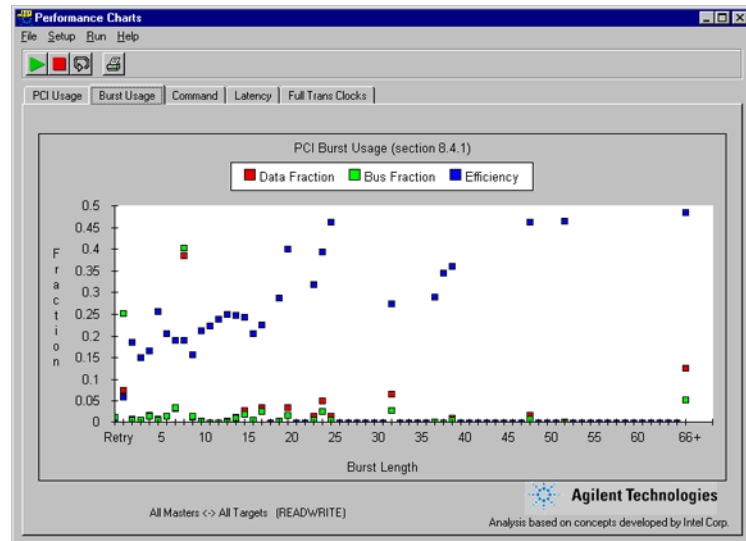 Performance Charts
File Setup Run Help
PCI Usage Burst Usage Command Latency Full Trans Clocks
PCI Burst Usage (section 8.4.1)
Data Fraction Bus Fraction Efficiency
0.5
0.45
0.4
0.35
0.3
0.25
0.2
0.15
0.1
0.05
0
Fraction
Retry 5 10 15 20 25 30 35 40 45 50 55 60 66+
Burst Length
Agilent Technologies
All Masters <-> All Targets (READWRITE)
Analysis based on concepts developed by Intel Corp.